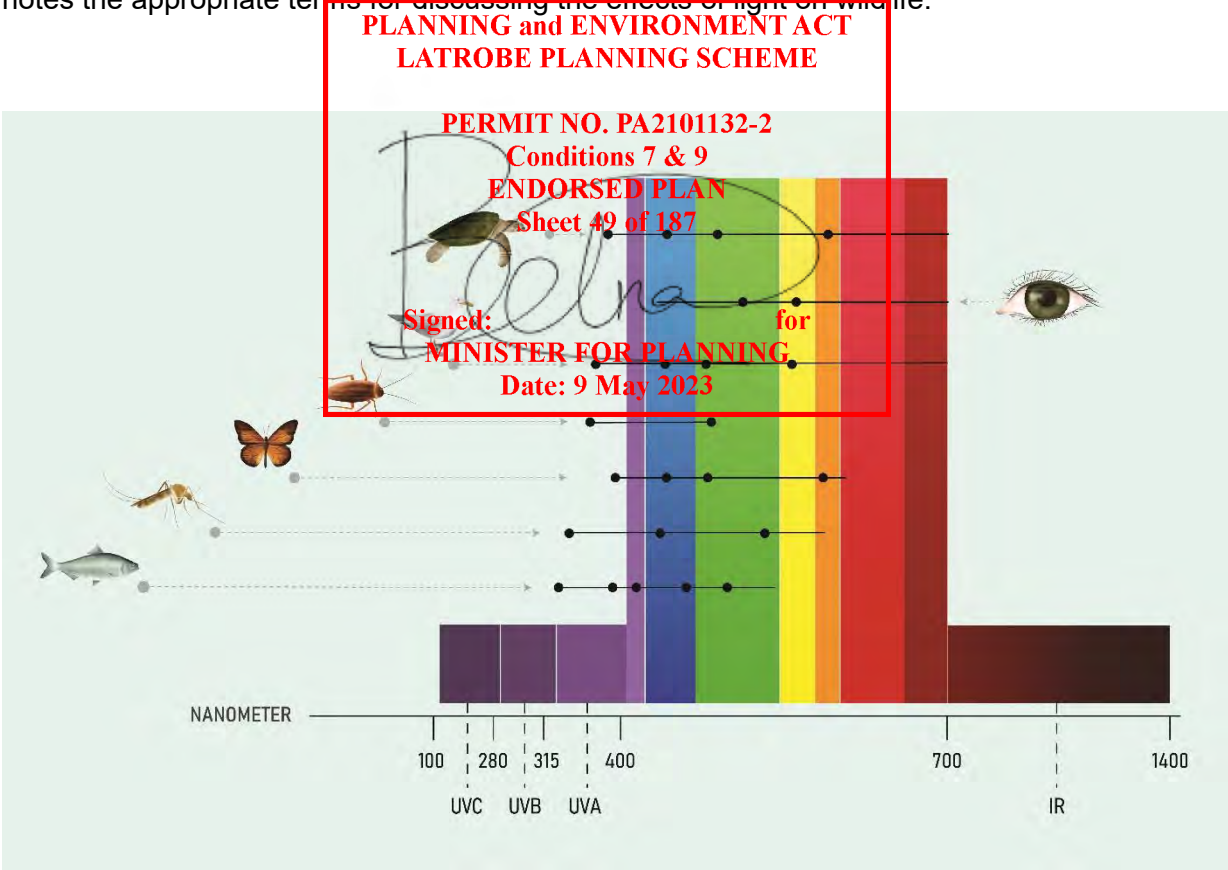 notes the appropriate terms for discussing the effects of light on wildlife.
PLANNING and ENVIRONMENT ACT
LATROBE PLANNING SCHEME
PERMIT NO. PA2101132-2
Conditions 7 & 9
ENDORSED PLAN
Sheet 49 of 187
Signed: for
MINISTER FOR PLANNING
Date: 9 May 2023
NANOMETER
100 280 315 400 700 1400
UVC UVB UVA IR